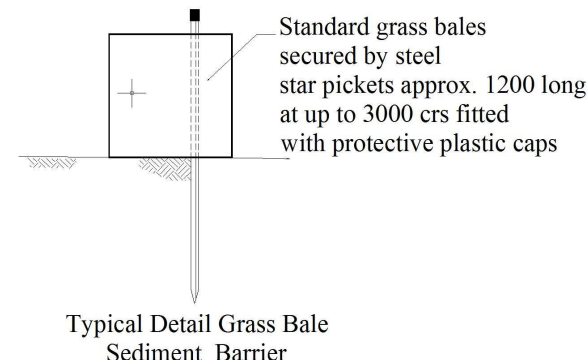 Standard grass bales
secured by steel
star pickets approx. 1200 long
at up to 3000 crs fitted
with protective plastic caps
Typical Detail Grass Bale
Sediment Barrier